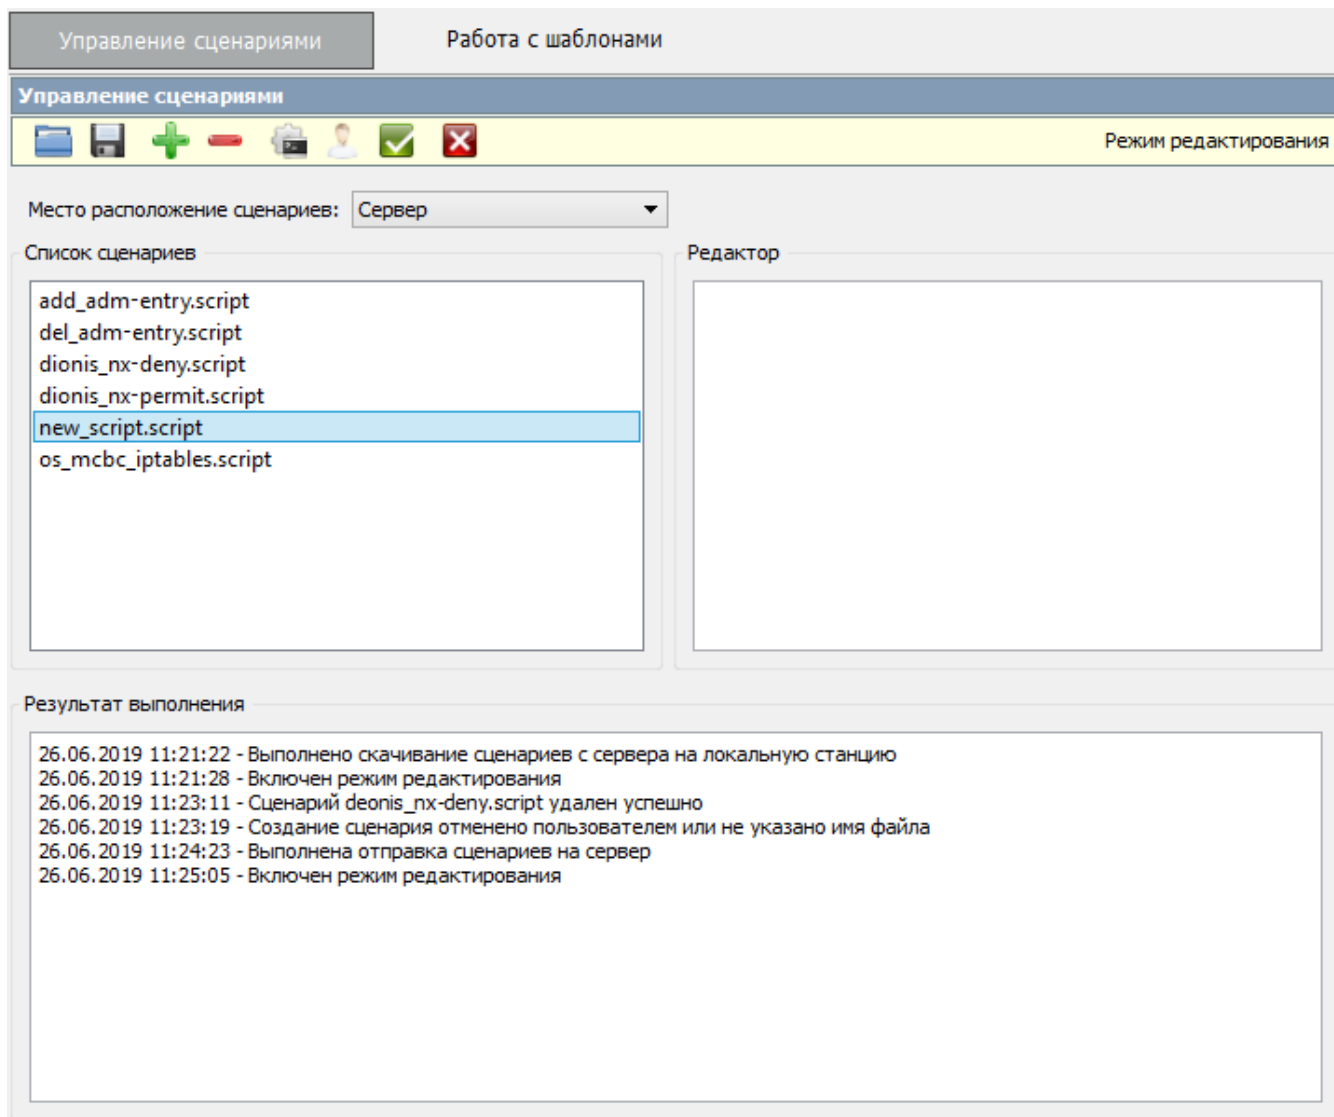 Управление сценариями
Работа с шаблонами
Управление сценариями
Режим редактирования
Место расположение сценариев: Сервер
Список сценариев
Редактор
add_adm-entry.script
del_adm-entry.script
dionis_nx-deny.script
dionis_nx-permit.script
new_script.script
os_mcbc_iptables.script
Результат выполнения
26.06.2019 11:21:22 - Выполнено скачивание сценариев с сервера на локальную станцию
26.06.2019 11:21:28 - Включен режим редактирования
26.06.2019 11:23:11 - Сценарий deonis_nx-deny.script удален успешно
26.06.2019 11:23:19 - Создание сценария отменено пользователем или не указано имя файла
26.06.2019 11:24:23 - Выполнена отправка сценариев на сервер
26.06.2019 11:25:05 - Включен режим редактирования